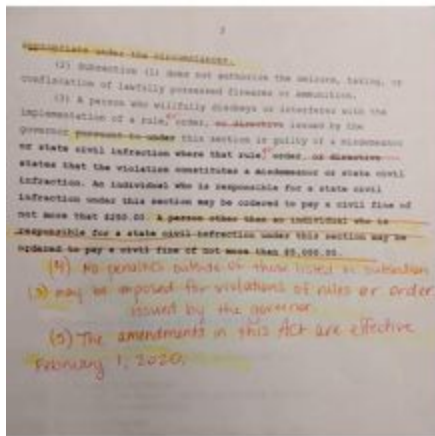 appropriate under the circumstances.
(2) Subsection (1) does not authorize the seizure, taking, or
confiscation of lawfully possessed firearms or ammunition.
(3) A person who willfully disobeys or interferes with the
implementation of a rule, or order, or directive issued by the
governor pursuant to under this section is guilty of a misdemeanor
or state civil infraction where that rule, or order, or directive
states that the violation constitutes a misdemeanor or state civil
infraction. An individual who is responsible for a state civil
infraction under this section may be ordered to pay a civil fine of
not more than $250.00. A person other than an individual who is
responsible for a state civil infraction under this section may be
ordered to pay a civil fine of not more than $5,000.00.
(4) No penalties outside of those listed in subsection
(3) may be imposed for violations of rules or order
issued by the governor.
(5) The amendments in this Act are effective
February 1, 2020.